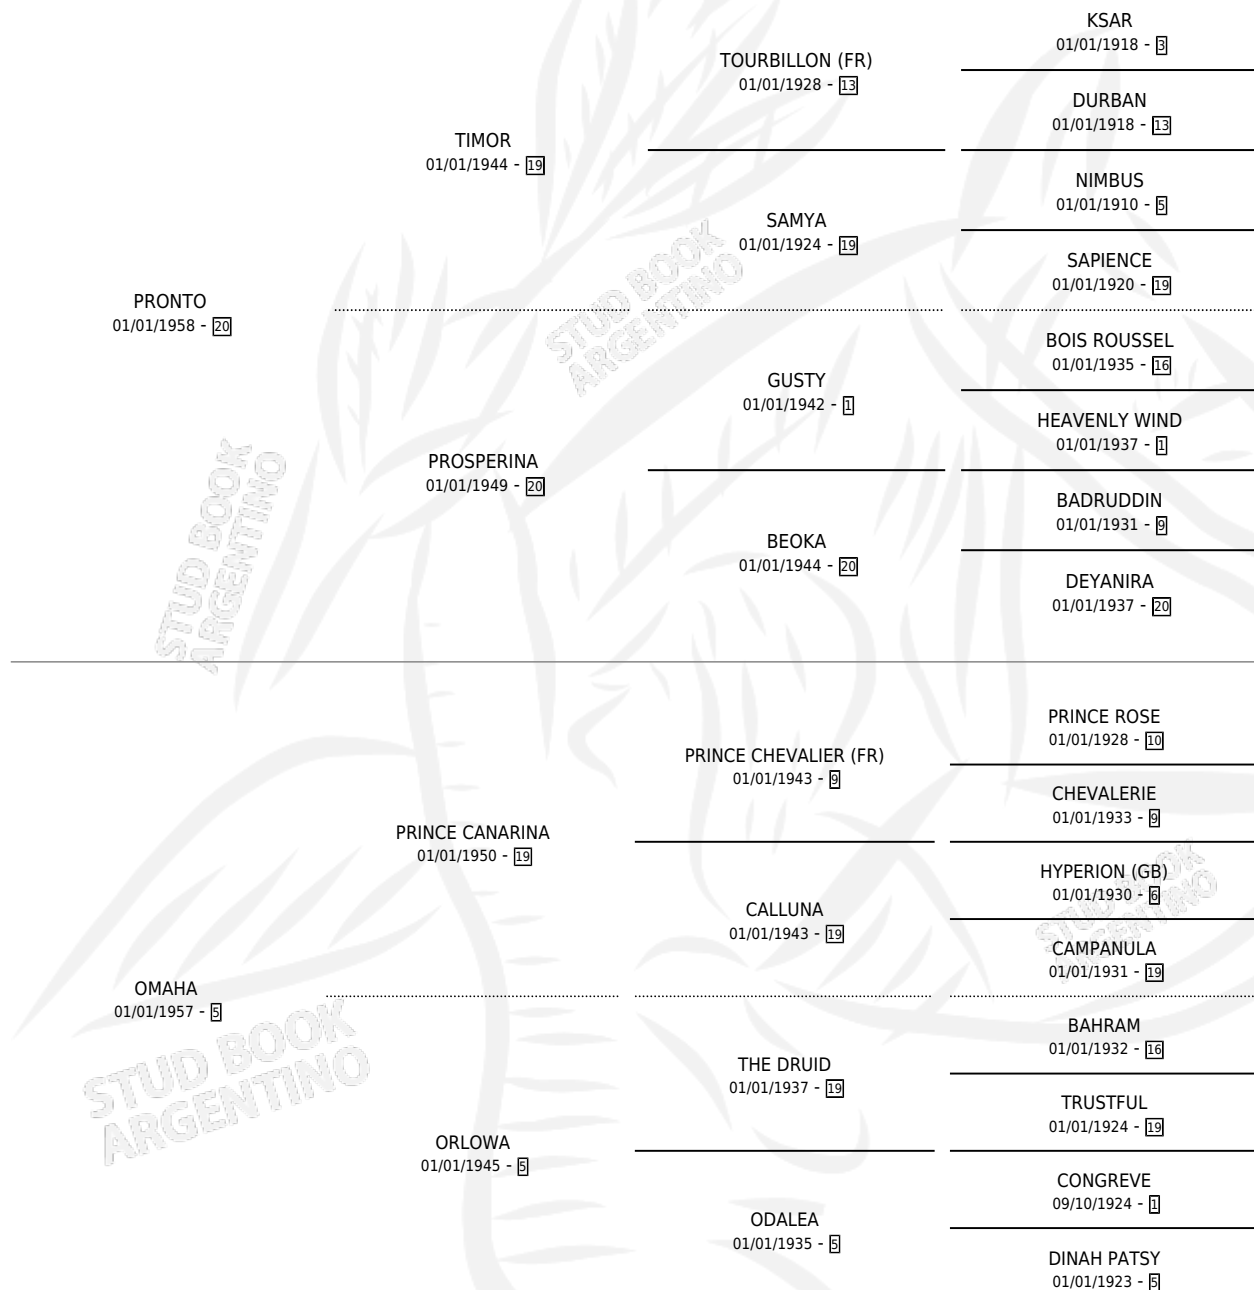 KSAR
01/01/1918 - 3
TOURBILLON (FR)
01/01/1928 - 13
DURBAN
01/01/1918 - 13
TIMOR
01/01/1944 - 19
NIMBUS
01/01/1910 - 5
SAMYA
01/01/1924 - 19
SAPIENCE
01/01/1920 - 19
PRONTO
01/01/1958 - 20
BOIS ROUSSEL
01/01/1935 - 16
GUSTY
01/01/1942 - 1
HEAVENLY WIND
01/01/1937 - 1
PROSPERINA
01/01/1949 - 20
BADRUDDIN
01/01/1931 - 9
BEOKA
01/01/1944 - 20
DEYANIRA
01/01/1937 - 20
STUD BOOK
ARGENTINO
STUD BOOK
ARGENTINO
PRINCE ROSE
01/01/1928 - 10
PRINCE CHEVALIER (FR)
01/01/1943 - 9
CHEVALERIE
01/01/1933 - 9
PRINCE CANARINA
01/01/1950 - 19
HYPERION (GB)
01/01/1930 - 6
CALLUNA
01/01/1943 - 19
CAMPANULA
01/01/1931 - 19
STUD BOOK
ARGENTINO
OMAHA
01/01/1957 - 5
BAHRAM
01/01/1932 - 16
THE DRUID
01/01/1937 - 19
TRUSTFUL
01/01/1924 - 19
STUD BOOK
ARGENTINO
ORLOWA
01/01/1945 - 5
CONGREVE
09/10/1924 - 1
ODALEA
01/01/1935 - 5
DINAH PATSY
01/01/1923 - 5